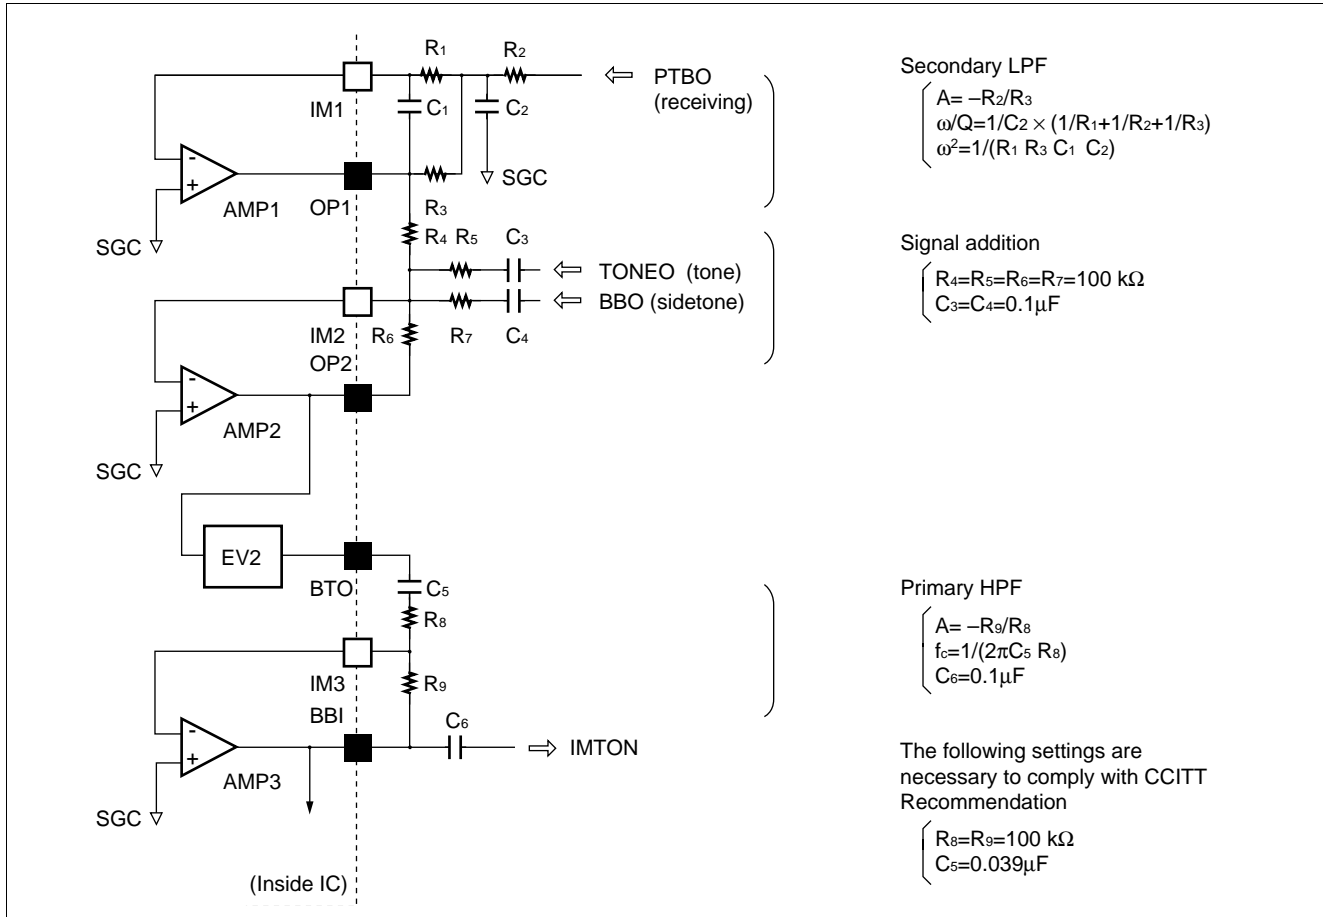 R1
R2
PTBO
(receiving)
IM1
C1
C2
-
+
AMP1
OP1
SGC
SGC
R3
R4
R5
C3
TONEO (tone)
BBO (sidetone)
IM2
R6
R7
C4
OP2
-
+
AMP2
SGC
EV2
BTO
C5
R8
IM3
R9
BBI
C6
IMTON
-
+
AMP3
SGC
(Inside IC)
Secondary LPF
A= −R2/R3
ω/Q=1/C2 × (1/R1+1/R2+1/R3)
ω²=1/(R1 R3 C1 C2)
Signal addition
R4=R5=R6=R7=100 kΩ
C3=C4=0.1µF
Primary HPF
A= −R9/R8
fc=1/(2πC5 R8)
C6=0.1µF
The following settings are
necessary to comply with CCITT
Recommendation
R8=R9=100 kΩ
C5=0.039µF